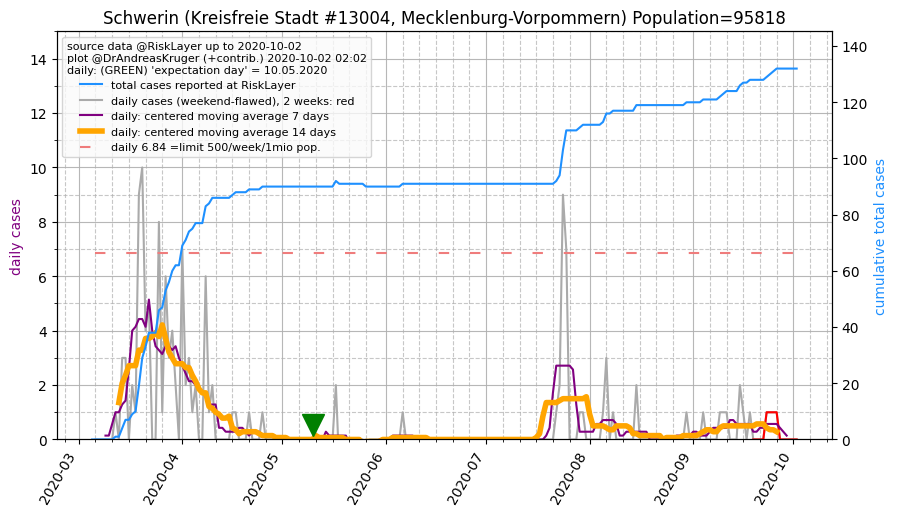 Schwerin (Kreisfreie Stadt #13004, Mecklenburg-Vorpommern) Population=95818
source data @RiskLayer up to 2020-10-02
plot @DrAndreasKruger (+contrib.) 2020-10-02 02:02
daily: (GREEN) 'expectation day' = 10.05.2020
total cases reported at RiskLayer
daily cases (weekend-flawed), 2 weeks: red
daily: centered moving average 7 days
daily: centered moving average 14 days
daily 6.84 =limit 500/week/1mio pop.
daily cases
14
12
10
8
6
4
2
0
cumulative total cases
140
120
100
80
60
40
20
0
2020-03
2020-04
2020-05
2020-06
2020-07
2020-08
2020-09
2020-10